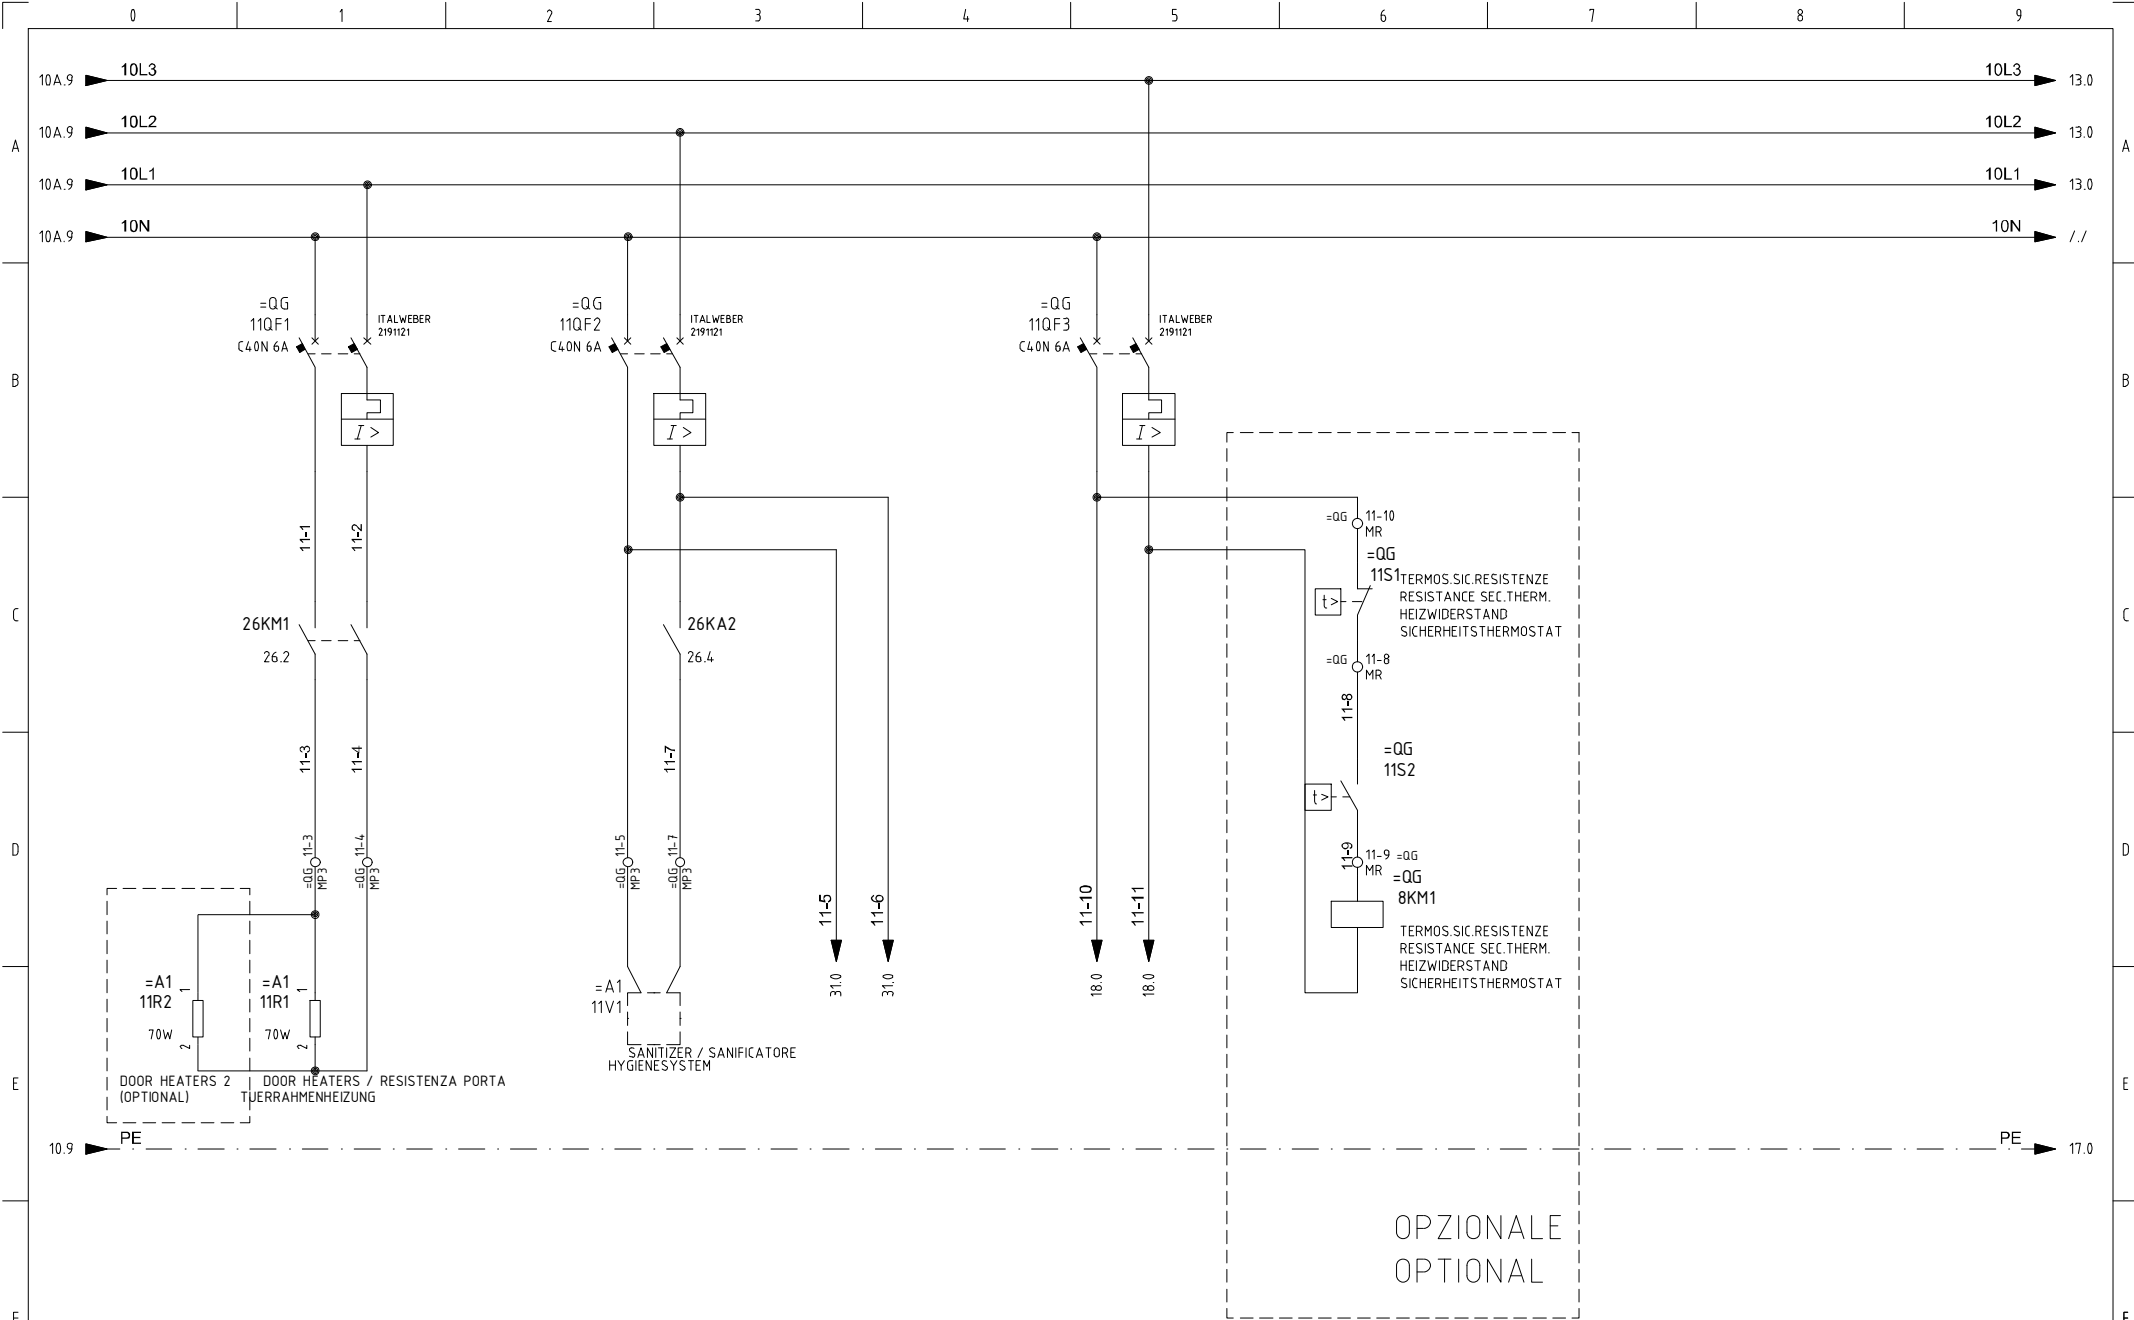 0 1 2 3 4 5 6 7 8 9
10A.9 10L3 10L3 13.0
10A.9 10L2 10L2 13.0
A A
10A.9 10L1 10L1 13.0
10A.9 10N 10N /./
=QG
11QF1
C40N 6A
ITALWEBER
2191121
I >
=QG
11QF2
C40N 6A
ITALWEBER
2191121
I >
=QG
11QF3
C40N 6A
ITALWEBER
2191121
I >
B B
11-1
11-2
26KM1
26.2
26KA2
26.4
=QG 11-10
MR
=QG
11S1
t>
TERMOS.SIC.RESISTENZE
RESISTANCE SEC.THERM.
HEIZWIDERSTAND
SICHERHEITSTHERMOSTAT
C C
=QG 11-8
MR
11-8
11-3
11-4
11-7
=QG
11S2
t>
=QG 11-3
MP3
=QG 11-4
MP3
=QG 11-5
MP3
=QG 11-7
MP3
11-9
11-9 =QG
MR
=QG
8KM1
D D
11-5
11-6
11-10
11-11
31.0
31.0
18.0
18.0
TERMOS.SIC.RESISTENZE
RESISTANCE SEC.THERM.
HEIZWIDERSTAND
SICHERHEITSTHERMOSTAT
=A1
11R2
70W
1
2
=A1
11R1
70W
1
2
=A1
11V1
SANITIZER / SANIFICATORE
HYGIENESYSTEM
DOOR HEATERS 2
(OPTIONAL)
DOOR HEATERS / RESISTENZA PORTA
TUERRAHMENHEIZUNG
E E
10.9 PE PE 17.0
OPZIONALE
OPTIONAL
F F